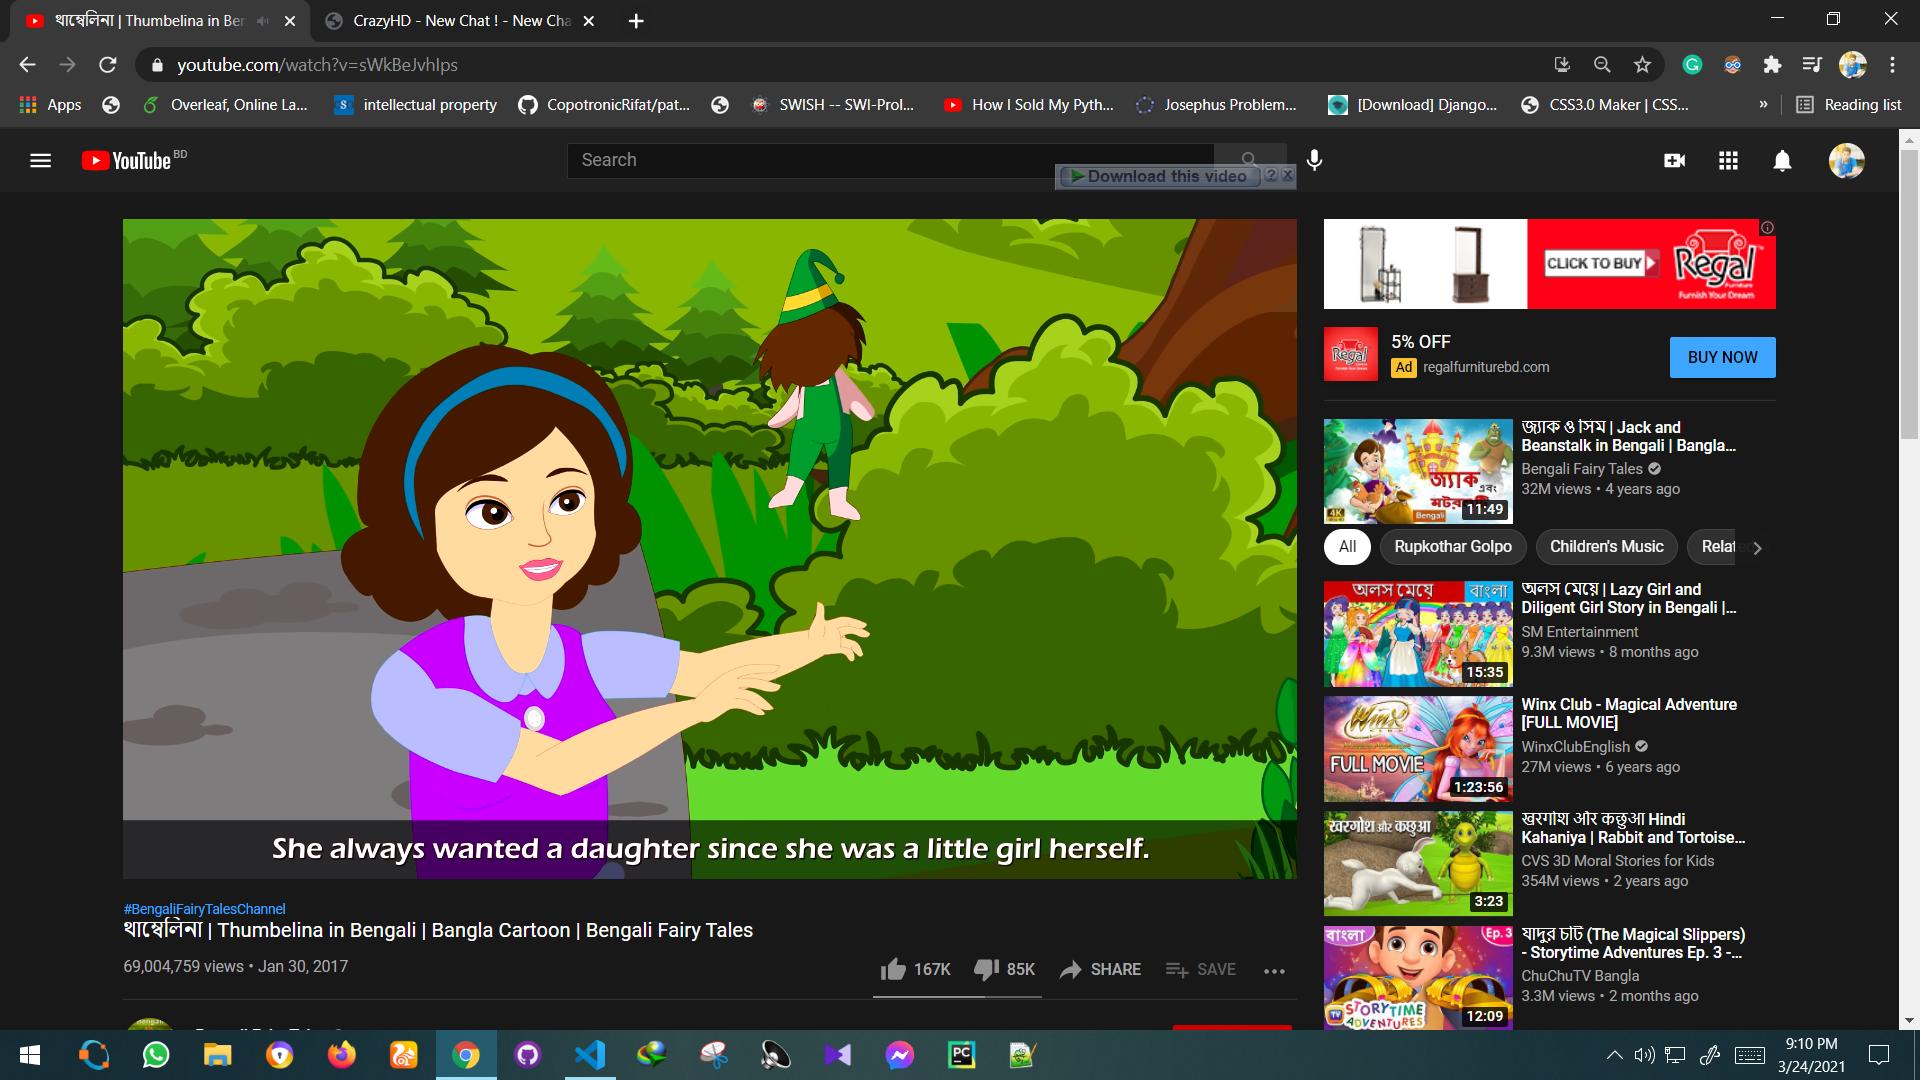 থাম্বেলিনা | Thumbelina in Ber
CrazyHD - New Chat ! - New Cha
youtube.com/watch?v=sWkBeJvhIps
Apps
Overleaf, Online La...
intellectual property
CopotronicRifat/pat...
SWISH -- SWI-Prol...
How I Sold My Pyth...
Josephus Problem...
[Download] Django...
CSS3.0 Maker | CSS...
»
Reading list
YouTube BD
Search
Download this video
CLICK TO BUY
Regal
Furniture
Furnish Your Dream
Regal
5% OFF
Ad regalfurniturebd.com
BUY NOW
She always wanted a daughter since she was a little girl herself.
#BengaliFairyTalesChannel
থাম্বেলিনা | Thumbelina in Bengali | Bangla Cartoon | Bengali Fairy Tales
69,004,759 views • Jan 30, 2017
167K
85K
SHARE
SAVE
জ্যাক এবং
4K
Bengali
11:49
জ্যাক ও সিম | Jack and
Beanstalk in Bengali | Bangla...
Bengali Fairy Tales
32M views • 4 years ago
All
Rupkothar Golpo
Children's Music
অলস মেয়ে বাংলা
15:35
অলস মেয়ে | Lazy Girl and
Diligent Girl Story in Bengali |...
SM Entertainment
9.3M views • 8 months ago
Winx
CLUB
FULL MOVIE
1:23:56
Winx Club - Magical Adventure
[FULL MOVIE]
WinxClubEnglish
27M views • 6 years ago
खरगोश और कछुआ
3:23
खरगोश और कछुआ Hindi
Kahaniya | Rabbit and Tortoise...
CVS 3D Moral Stories for Kids
354M views • 2 years ago
বাংলা
Ep. 3
STORYTIME
ADVENTURES
12:09
যাদুর চটি (The Magical Slippers)
- Storytime Adventures Ep. 3 -...
ChuChuTV Bangla
3.3M views • 2 months ago
9:10 PM
3/24/2021